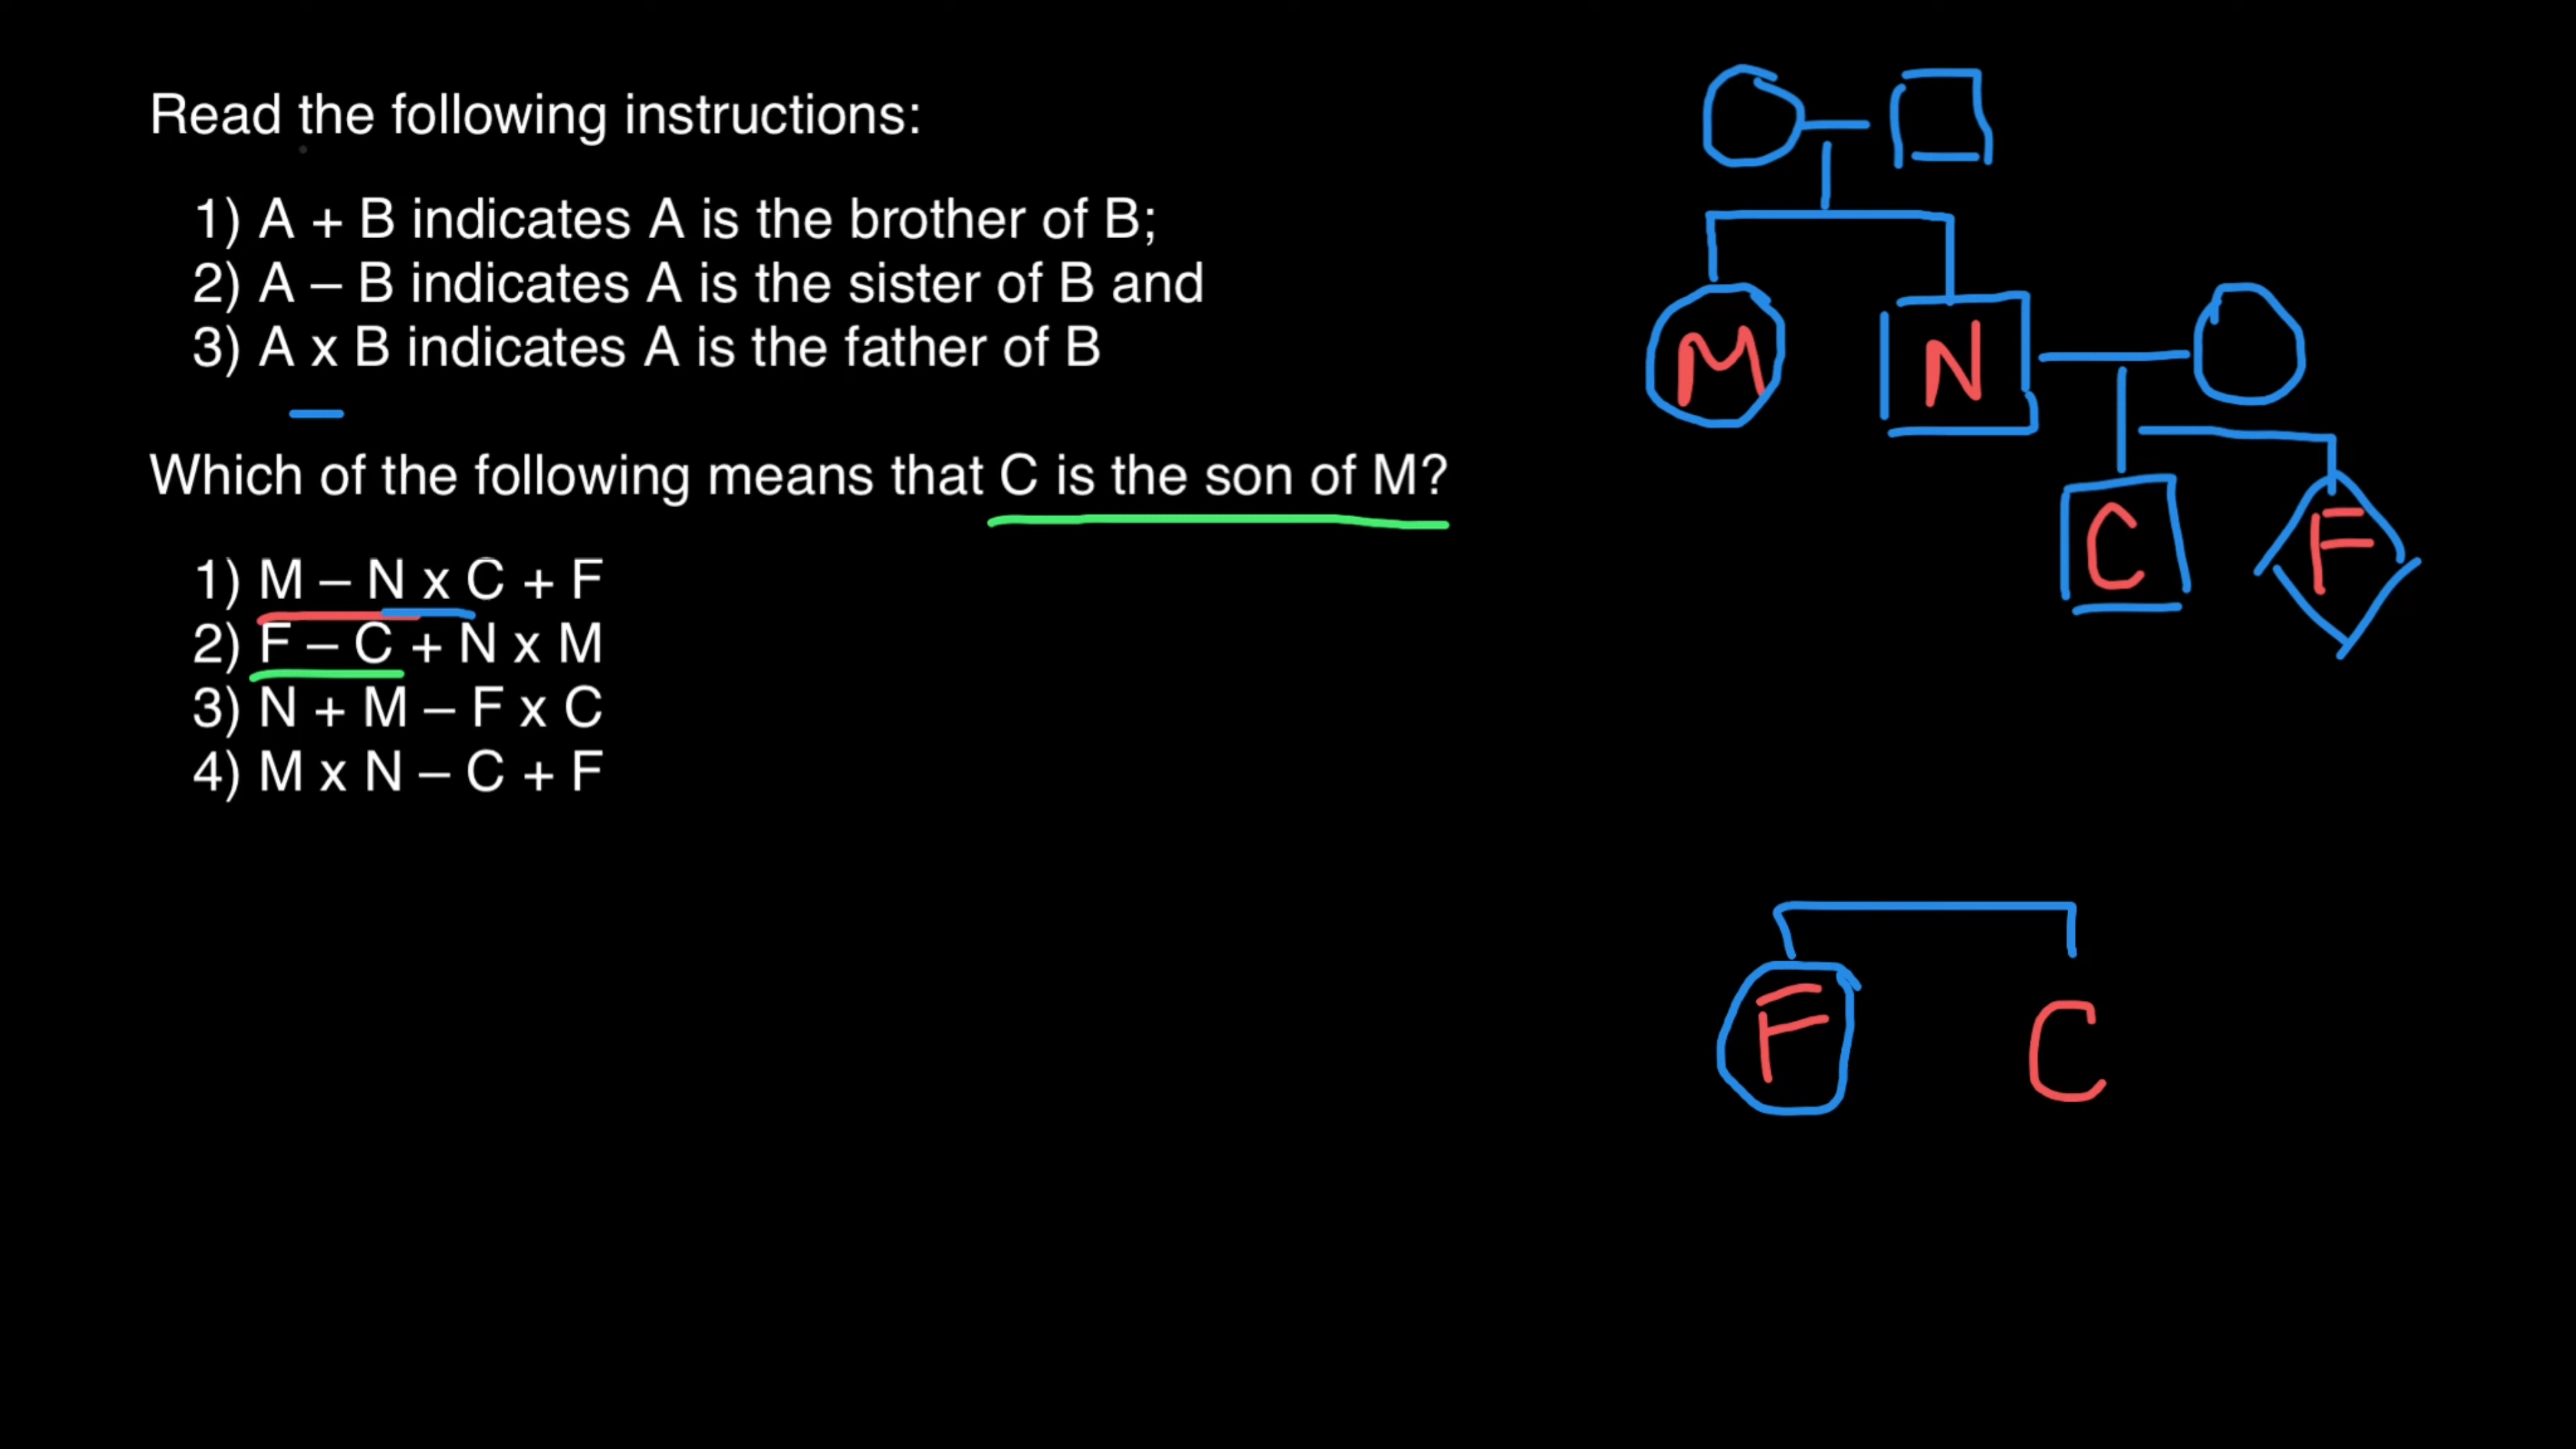 Read the following instructions:
1) A + B indicates A is the brother of B;
2) A – B indicates A is the sister of B and
3) A x B indicates A is the father of B
Which of the following means that C is the son of M?
1) M – N x C + F
2) F – C + N x M
3) N + M – F x C
4) M x N – C + F
M N
C F
F C